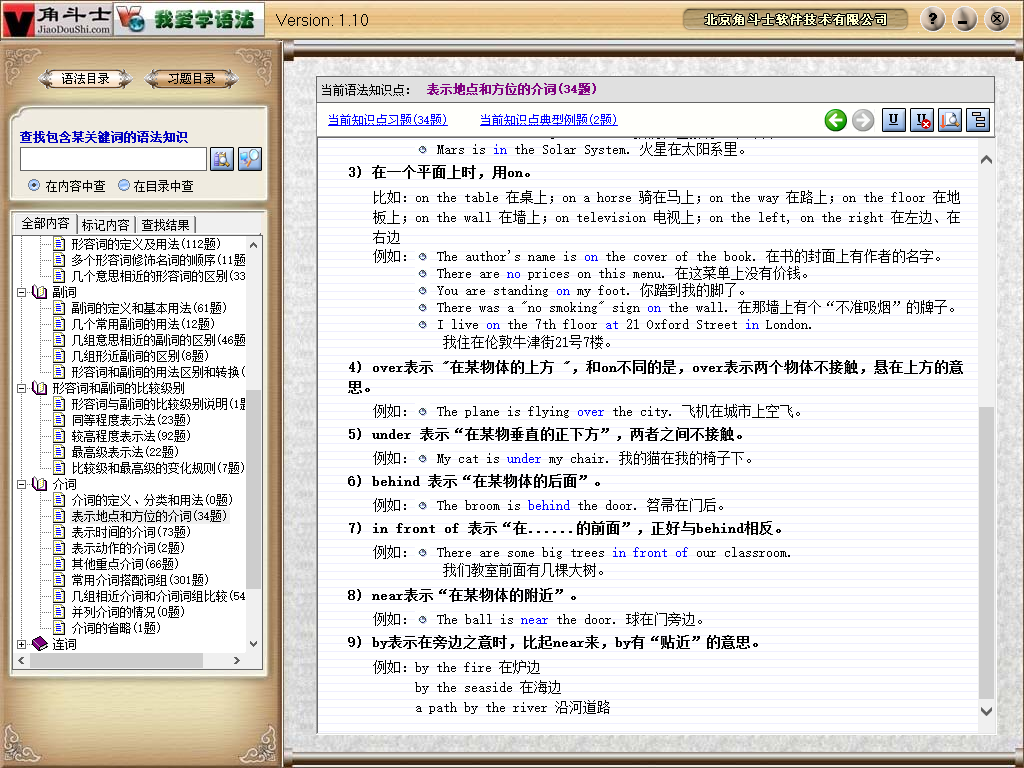 角斗士
JiaoDouShi.com
我爱学语法
Version: 1.10
北京角斗士软件技术有限公司
语法目录
习题目录
查找包含某关键词的语法知识
在内容中查
在目录中查
全部内容
标记内容
查找结果
形容词的定义及用法(112题)
多个形容词修饰名词的顺序(11题
几个意思相近的形容词的区别(33
副词
副词的定义和基本用法(61题)
几个常用副词的用法(12题)
几组意思相近的副词的区别(46题
几组形近副词的区别(8题)
形容词和副词的用法区别和转换(
形容词和副词的比较级别
形容词与副词的比较级别说明(1题
同等程度表示法(23题)
较高程度表示法(92题)
最高级表示法(22题)
比较级和最高级的变化规则(7题)
介词
介词的定义、分类和用法(0题)
表示地点和方位的介词(34题)
表示时间的介词(73题)
表示动作的介词(2题)
其他重点介词(66题)
常用介词搭配词组(301题)
几组相近介词和介词词组比较(54
并列介词的情况(0题)
介词的省略(1题)
连词
当前语法知识点： 表示地点和方位的介词(34题)
当前知识点习题(34题)
当前知识点典型例题(2题)
Mars is in the Solar System. 火星在太阳系里。
3) 在一个平面上时，用on。
比如：on the table 在桌上；on a horse 骑在马上；on the way 在路上；on the floor 在地
板上；on the wall 在墙上；on television 电视上；on the left, on the right 在左边、在
右边
例如： The author's name is on the cover of the book. 在书的封面上有作者的名字。
There are no prices on this menu. 在这菜单上没有价钱。
You are standing on my foot. 你踏到我的脚了。
There was a "no smoking" sign on the wall. 在那墙上有个“不准吸烟”的牌子。
I live on the 7th floor at 21 Oxford Street in London.
我住在伦敦牛津街21号7楼。
4) over表示 "在某物体的上方 "，和on不同的是，over表示两个物体不接触，悬在上方的意
思。
例如： The plane is flying over the city. 飞机在城市上空飞。
5) under 表示“在某物垂直的正下方”，两者之间不接触。
例如： My cat is under my chair. 我的猫在我的椅子下。
6) behind 表示“在某物体的后面”。
例如： The broom is behind the door. 笤帚在门后。
7) in front of 表示“在......的前面”，正好与behind相反。
例如： There are some big trees in front of our classroom.
我们教室前面有几棵大树。
8) near表示“在某物体的附近”。
例如： The ball is near the door. 球在门旁边。
9) by表示在旁边之意时，比起near来，by有“贴近”的意思。
例如：by the fire 在炉边
by the seaside 在海边
a path by the river 沿河道路